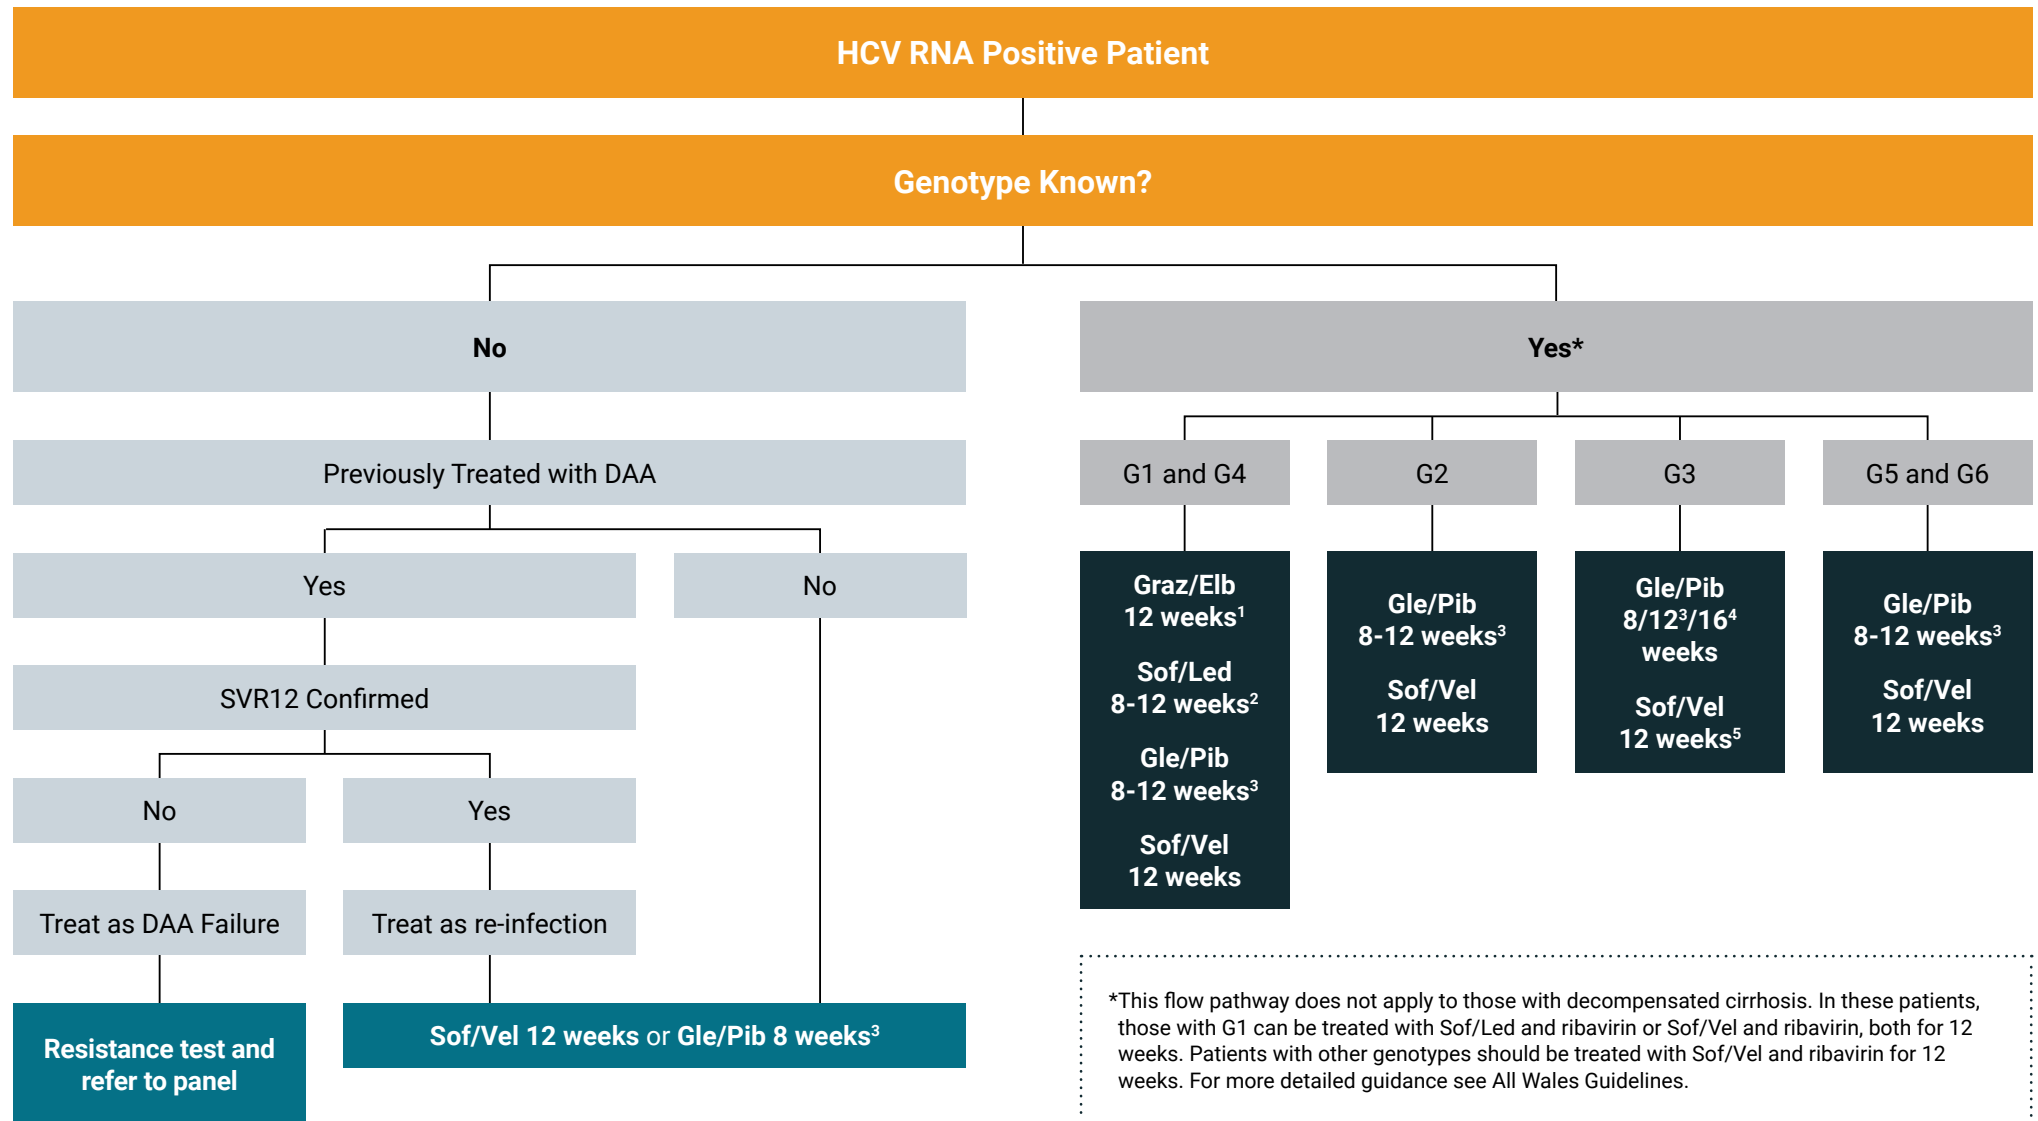 HCV RNA Positive Patient
Genotype Known?
No
Previously Treated with DAA
Yes
No
SVR12 Confirmed
No
Yes
Treat as DAA Failure
Treat as re-infection
Resistance test and
refer to panel
Sof/Vel 12 weeks or Gle/Pib 8 weeks³
Yes*
G1 and G4
G2
G3
G5 and G6
Graz/Elb
12 weeks¹
Sof/Led
8-12 weeks²
Gle/Pib
8-12 weeks³
Sof/Vel
12 weeks
Gle/Pib
8-12 weeks³
Sof/Vel
12 weeks
Gle/Pib
8/12³/16⁴
weeks
Sof/Vel
12 weeks⁵
Gle/Pib
8-12 weeks³
Sof/Vel
12 weeks
*This flow pathway does not apply to those with decompensated cirrhosis. In these patients,
those with G1 can be treated with Sof/Led and ribavirin or Sof/Vel and ribavirin, both for 12
weeks. Patients with other genotypes should be treated with Sof/Vel and ribavirin for 12
weeks. For more detailed guidance see All Wales Guidelines.